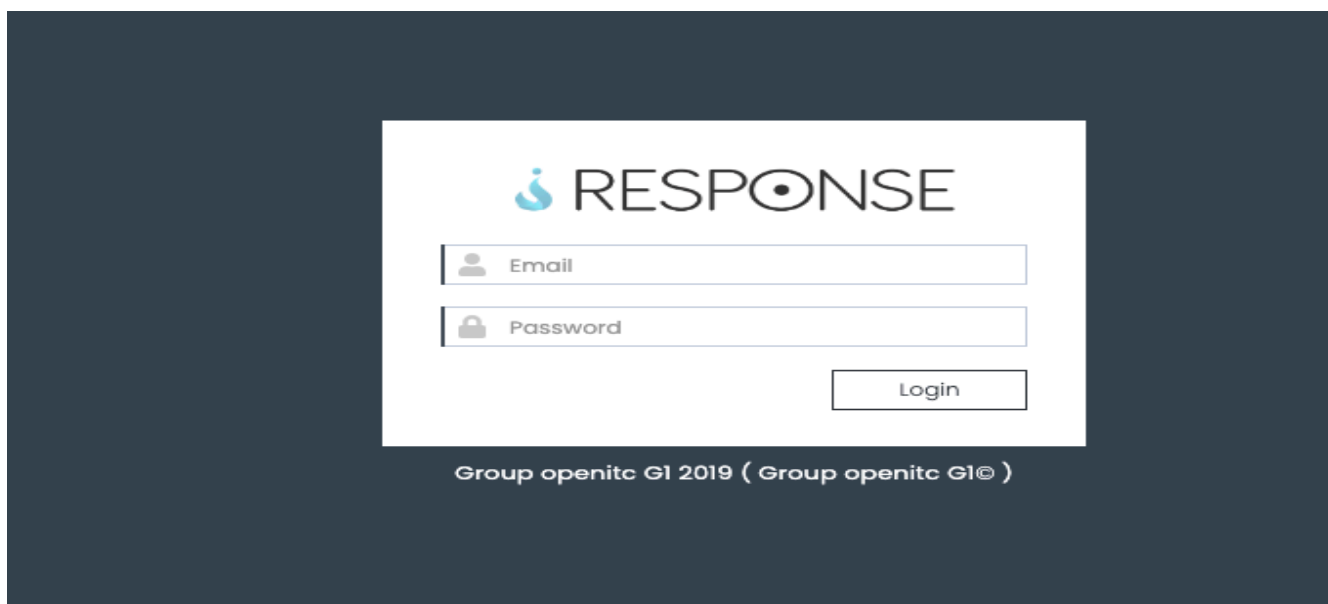 i RESPONSE
Email
Password
Login
Group openitc G1 2019 ( Group openitc G1© )